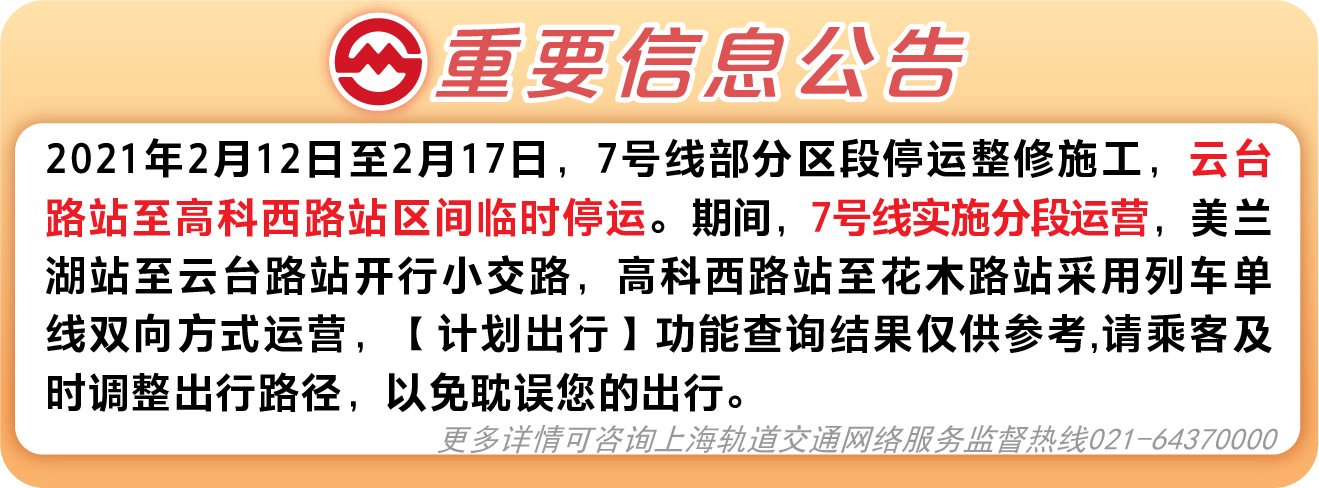 重要信息公告
2021年2月12日至2月17日，7号线部分区段停运整修施工，云台
路站至高科西路站区间临时停运。期间，7号线实施分段运营，美兰
湖站至云台路站开行小交路，高科西路站至花木路站采用列车单
线双向方式运营，【计划出行】功能查询结果仅供参考,请乘客及
时调整出行路径，以免耽误您的出行。
更多详情可咨询上海轨道交通网络服务监督热线021-64370000